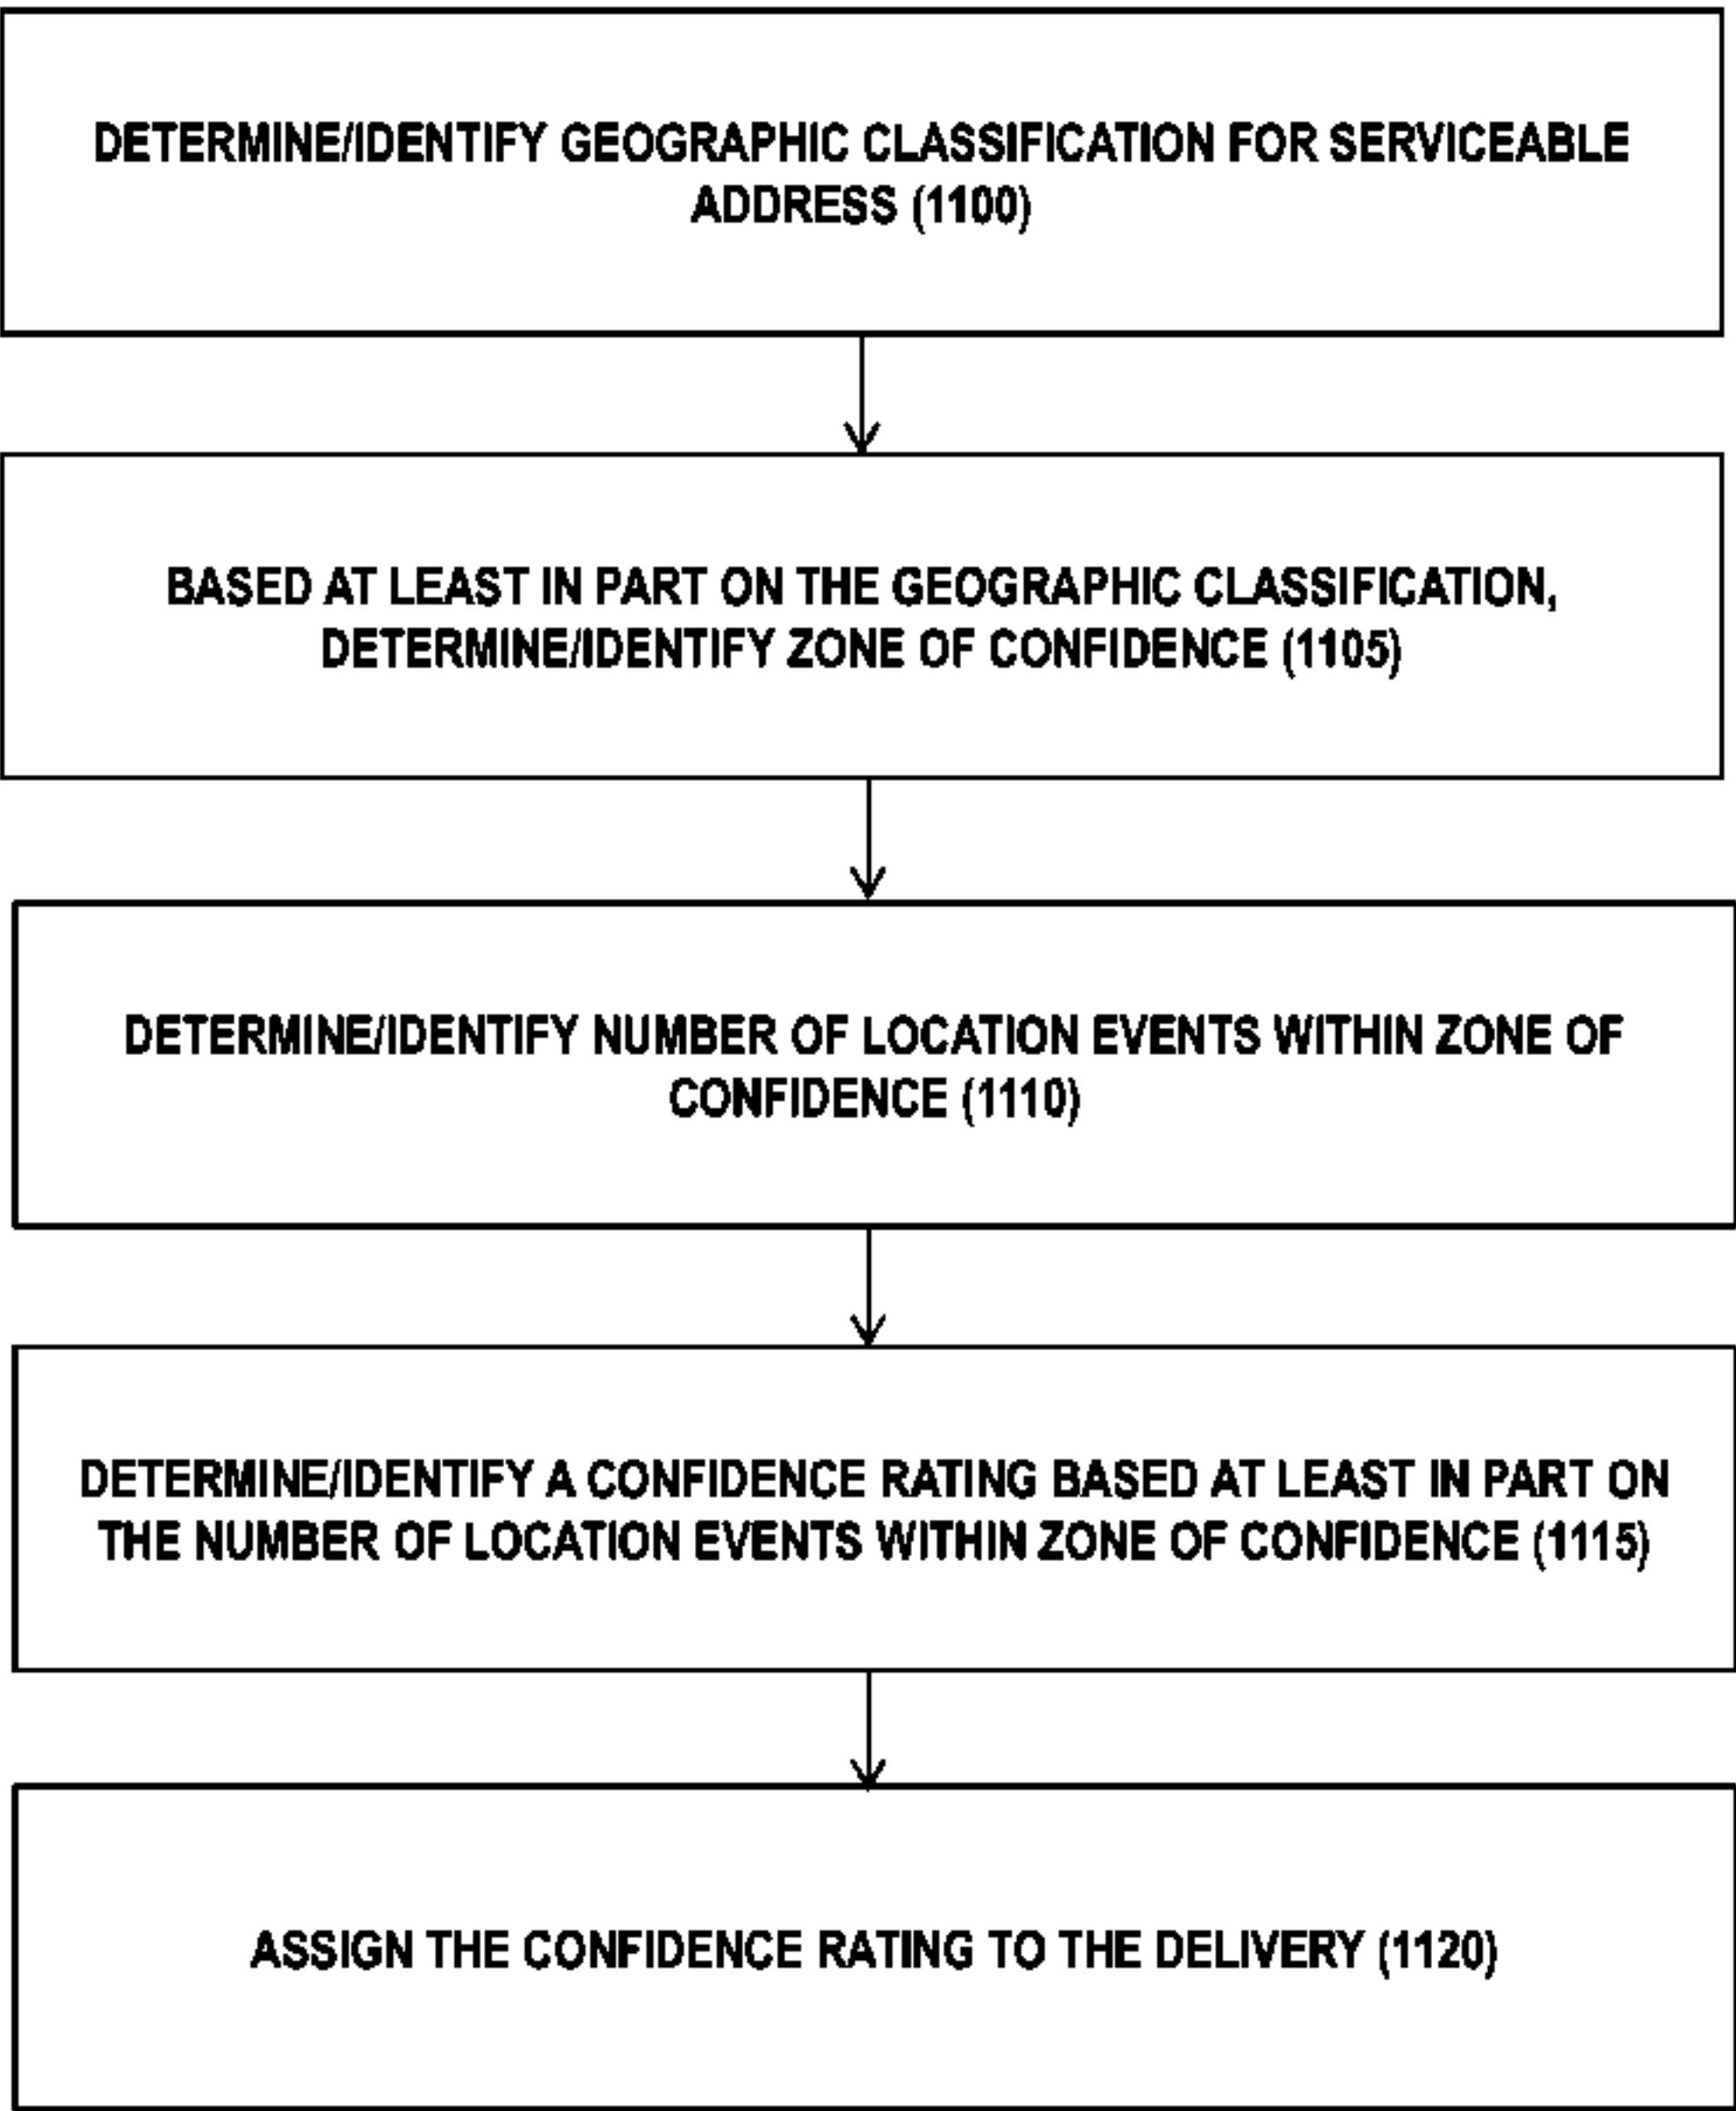 DETERMINE/IDENTIFY GEOGRAPHIC CLASSIFICATION FOR SERVICEABLE
ADDRESS (1100)
BASED AT LEAST IN PART ON THE GEOGRAPHIC CLASSIFICATION,
DETERMINE/IDENTIFY ZONE OF CONFIDENCE (1105)
DETERMINE/IDENTIFY NUMBER OF LOCATION EVENTS WITHIN ZONE OF
CONFIDENCE (1110)
DETERMINE/IDENTIFY A CONFIDENCE RATING BASED AT LEAST IN PART ON
THE NUMBER OF LOCATION EVENTS WITHIN ZONE OF CONFIDENCE (1115)
ASSIGN THE CONFIDENCE RATING TO THE DELIVERY (1120)